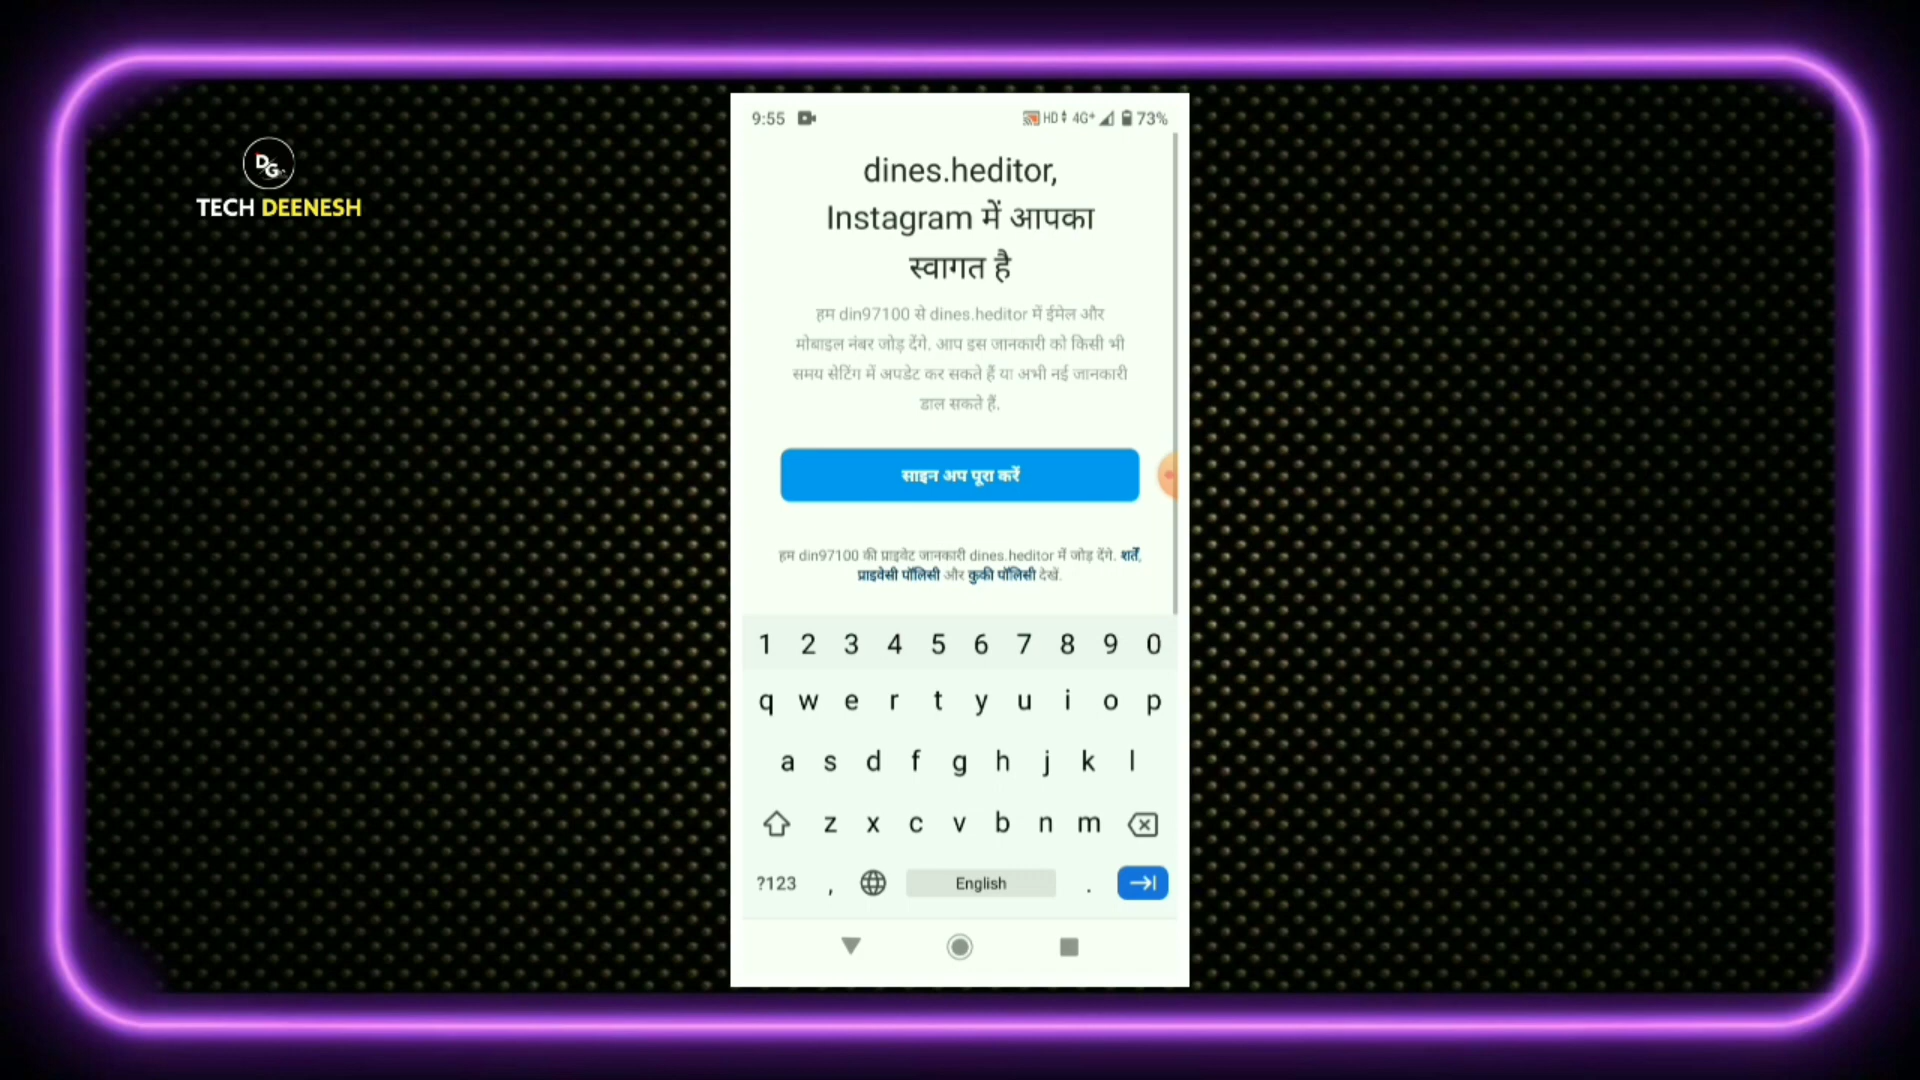 DG
TECH DEENESH
9:55 HD 4G+ 73%
dines.heditor,
Instagram में आपका
स्वागत है
हम din97100 से dines.heditor में ईमेल और
मोबाइल नंबर जोड़ देंगे. आप इस जानकारी को किसी भी
समय सेटिंग में अपडेट कर सकते हैं या अभी नई जानकारी
डाल सकते हैं.
साइन अप पूरा करें
हम din97100 की प्राइवेट जानकारी dines.heditor में जोड़ देंगे. शर्तें,
प्राइवेसी पॉलिसी और कुकी पॉलिसी देखें.
1 2 3 4 5 6 7 8 9 0
q w e r t y u i o p
a s d f g h j k l
z x c v b n m
?123 , English .